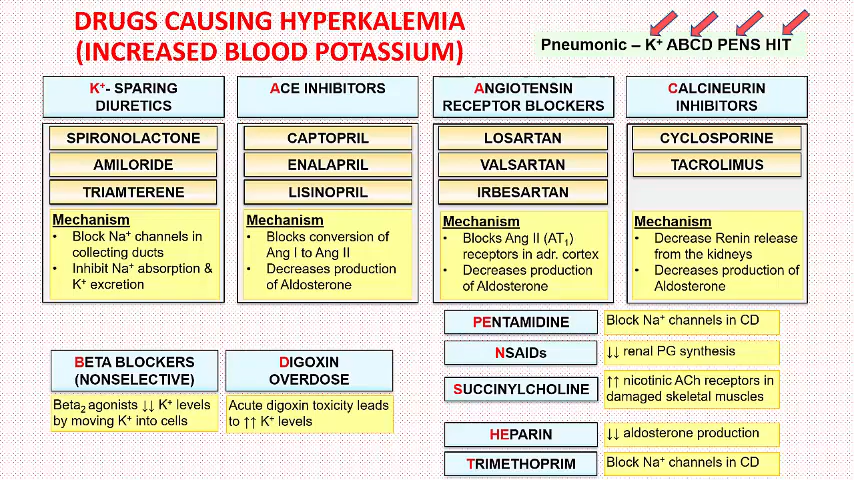 DRUGS CAUSING HYPERKALEMIA
(INCREASED BLOOD POTASSIUM)
Pneumonic – K⁺ ABCD PENS HIT
K⁺- SPARING
DIURETICS
SPIRONOLACTONE
AMILORIDE
TRIAMTERENE
Mechanism
• Block Na⁺ channels in
collecting ducts
• Inhibit Na⁺ absorption &
K⁺ excretion
ACE INHIBITORS
CAPTOPRIL
ENALAPRIL
LISINOPRIL
Mechanism
• Blocks conversion of
Ang I to Ang II
• Decreases production
of Aldosterone
ANGIOTENSIN
RECEPTOR BLOCKERS
LOSARTAN
VALSARTAN
IRBESARTAN
Mechanism
• Blocks Ang II (AT₁)
receptors in adr. cortex
• Decreases production
of Aldosterone
CALCINEURIN
INHIBITORS
CYCLOSPORINE
TACROLIMUS
Mechanism
• Decrease Renin release
from the kidneys
• Decreases production of
Aldosterone
BETA BLOCKERS
(NONSELECTIVE)
Beta₂ agonists ↓↓ K⁺ levels
by moving K⁺ into cells
DIGOXIN
OVERDOSE
Acute digoxin toxicity leads
to ↑↑ K⁺ levels
PENTAMIDINE
Block Na⁺ channels in CD
NSAIDs
↓↓ renal PG synthesis
SUCCINYLCHOLINE
↑↑ nicotinic ACh receptors in
damaged skeletal muscles
HEPARIN
↓↓ aldosterone production
TRIMETHOPRIM
Block Na⁺ channels in CD